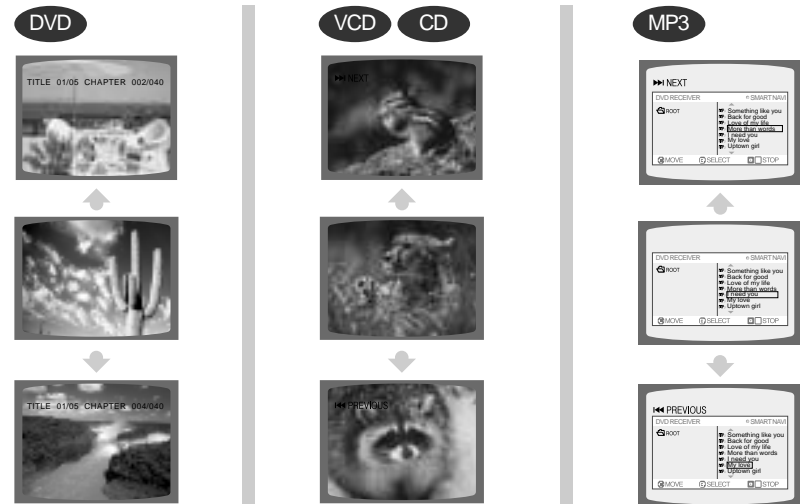 DVD
TITLE 01/05 CHAPTER 002/040
TITLE 01/05 CHAPTER 004/040
VCD CD
NEXT
PREVIOUS
MP3
NEXT
DVD RECEIVER SMART NAVI
ROOT
Something like you
Back for good
Love of my life
More than words
I need you
My love
Uptown girl
MOVE SELECT STOP
DVD RECEIVER SMART NAVI
ROOT
Something like you
Back for good
Love of my life
More than words
I need you
My love
Uptown girl
MOVE SELECT STOP
PREVIOUS
DVD RECEIVER SMART NAVI
ROOT
Something like you
Back for good
Love of my life
More than words
I need you
My love
Uptown girl
MOVE SELECT STOP